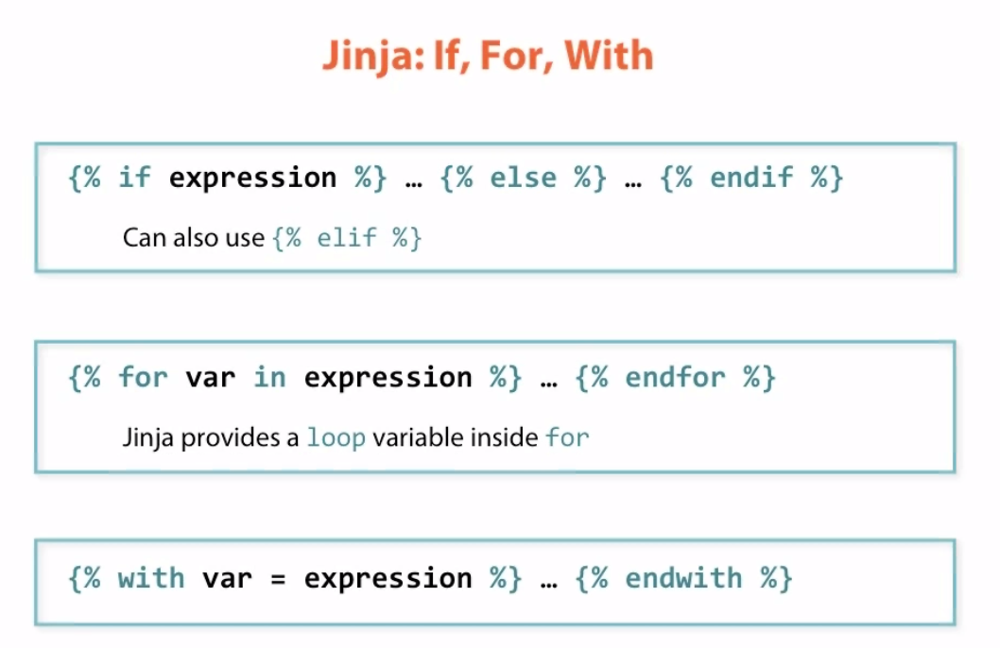 Jinja: If, For, With
{% if expression %} … {% else %} … {% endif %}
Can also use {% elif %}
{% for var in expression %} … {% endfor %}
Jinja provides a loop variable inside for
{% with var = expression %} … {% endwith %}